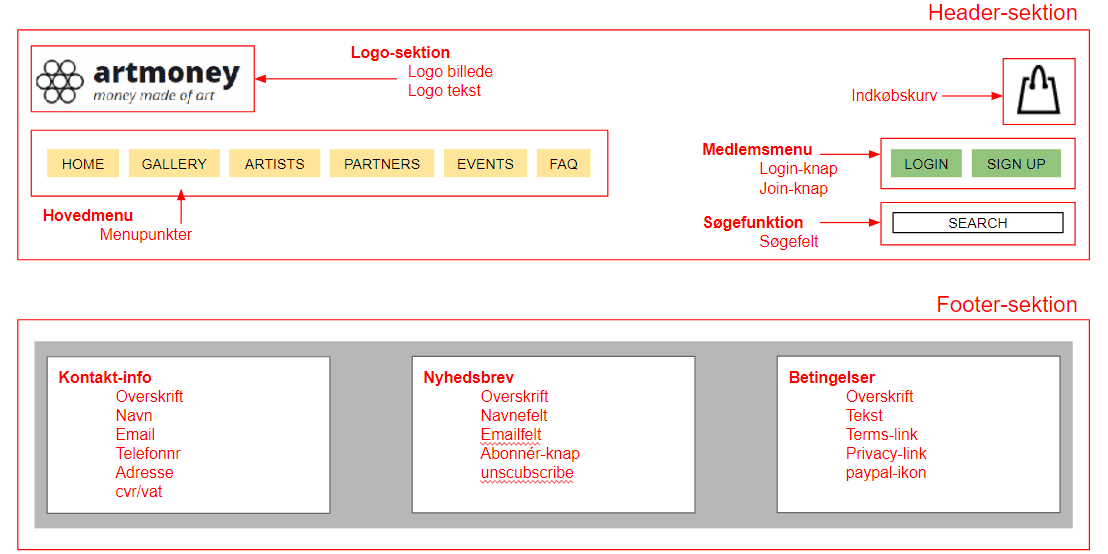 Header-sektion
artmoney
money made of art
Logo-sektion
Logo billede
Logo tekst
Indkøbskurv
HOME
GALLERY
ARTISTS
PARTNERS
EVENTS
FAQ
Hovedmenu
Menupunkter
Medlemsmenu
Login-knap
Join-knap
LOGIN
SIGN UP
Søgefunktion
Søgefelt
SEARCH
Footer-sektion
Kontakt-info
Overskrift
Navn
Email
Telefonnr
Adresse
cvr/vat
Nyhedsbrev
Overskrift
Navnefelt
Emailfelt
Abonnér-knap
unscubscribe
Betingelser
Overskrift
Tekst
Terms-link
Privacy-link
paypal-ikon